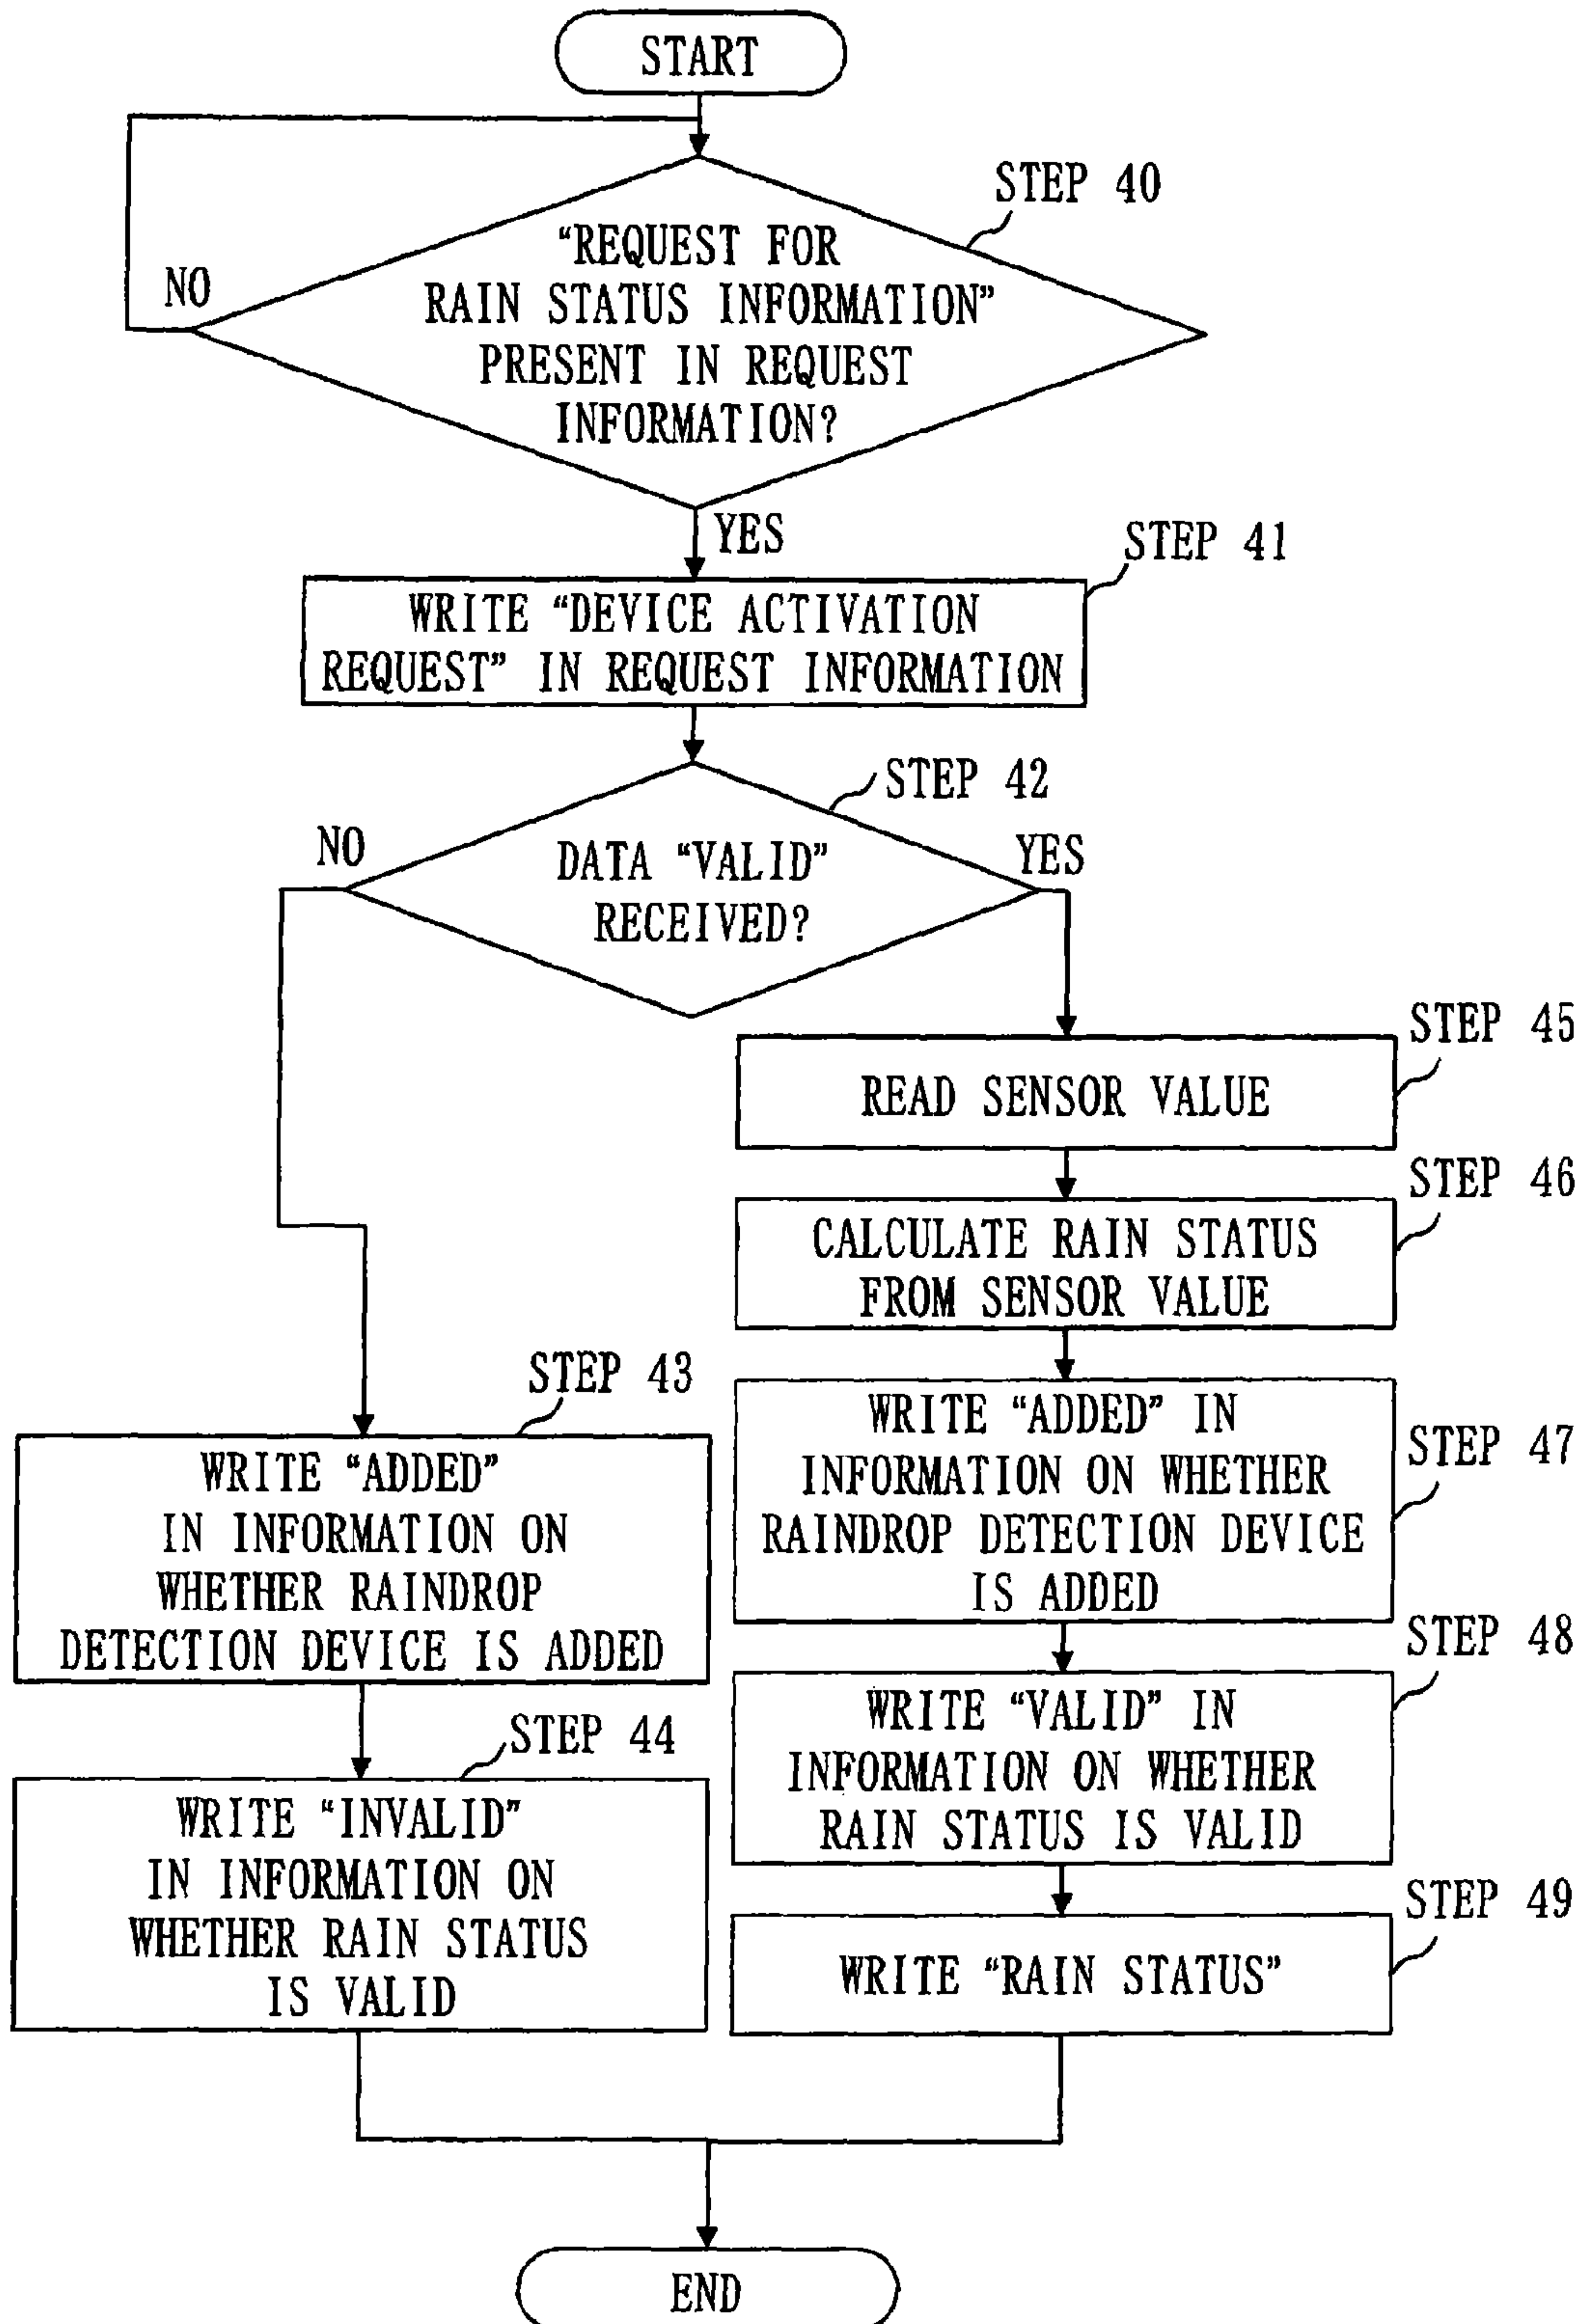 START
STEP 40
“REQUEST FOR
RAIN STATUS INFORMATION”
PRESENT IN REQUEST
INFORMATION?
NO
YES
STEP 41
WRITE “DEVICE ACTIVATION
REQUEST” IN REQUEST INFORMATION
STEP 42
NO
DATA “VALID”
RECEIVED?
YES
STEP 45
READ SENSOR VALUE
STEP 46
CALCULATE RAIN STATUS
FROM SENSOR VALUE
STEP 43
WRITE “ADDED”
IN INFORMATION ON
WHETHER RAINDROP
DETECTION DEVICE IS ADDED
STEP 47
WRITE “ADDED” IN
INFORMATION ON WHETHER
RAINDROP DETECTION DEVICE
IS ADDED
STEP 44
WRITE “INVALID”
IN INFORMATION ON
WHETHER RAIN STATUS
IS VALID
STEP 48
WRITE “VALID” IN
INFORMATION ON WHETHER
RAIN STATUS IS VALID
STEP 49
WRITE “RAIN STATUS”
END